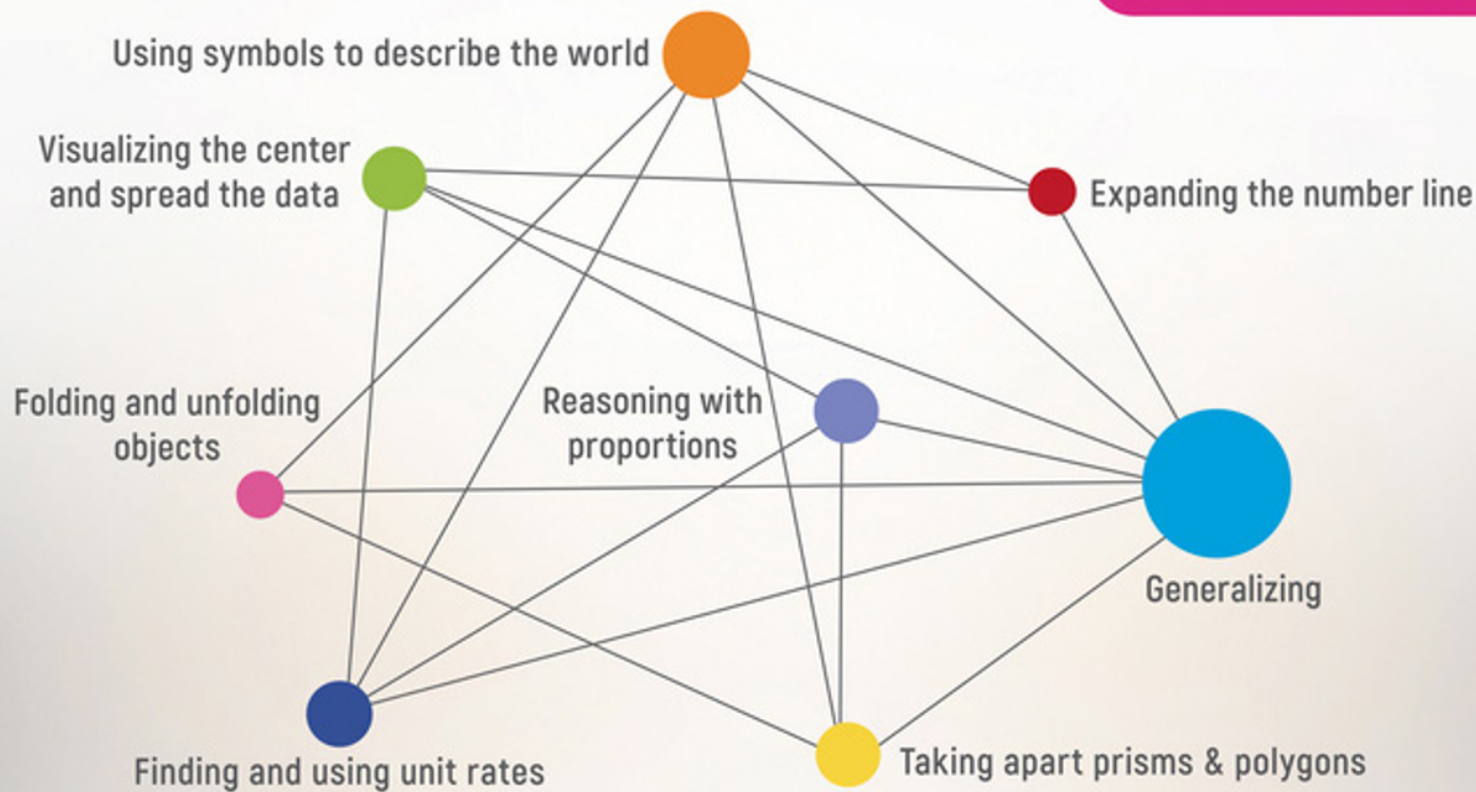 Using symbols to describe the world
Visualizing the center
and spread the data
Expanding the number line
Folding and unfolding
objects
Reasoning with
proportions
Generalizing
Finding and using unit rates
Taking apart prisms & polygons